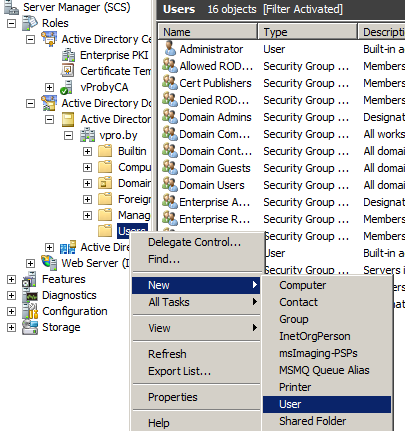 Server Manager (SCS)
Roles
Active Directory Ce
Enterprise PKI
Certificate Tem
vProbyCA
Active Directory Do
Active Director
vpro.by
Builtin
Compu
Domain
Foreign
Manag
Users
Active Dire
Web Server (I
Features
Diagnostics
Configuration
Storage
Users 16 objects [Filter Activated]
Name Type Descripti
Administrator User Built-in a
Allowed ROD... Security Group ... Members
Cert Publishers Security Group ... Members
Denied ROD... Security Group ... Members
Domain Admins Security Group ... Designat
Domain Com... Security Group ... All works
Domain Cont... Security Group ... All domai
Domain Guests Security Group ... All domai
Domain Users Security Group ... All domai
Enterprise A... Security Group ... Designat
Enterprise R... Security Group ... Members
Security Group ... Members
User Built-in a
Security Group ... Servers i
Delegate Control...
Find...
New
All Tasks
View
Refresh
Export List...
Properties
Help
Computer
Contact
Group
InetOrgPerson
msImaging-PSPs
MSMQ Queue Alias
Printer
User
Shared Folder